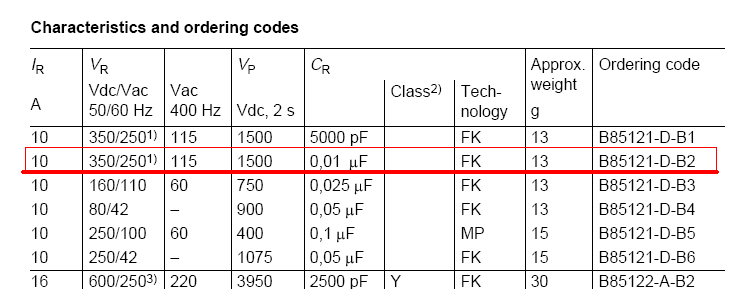 Characteristics and ordering codes
I_R V_R V_P C_R Approx. Ordering code
Vdc/Vac Vac Class2) Tech- weight
A 50/60 Hz 400 Hz Vdc, 2 s nology g
10 350/2501) 115 1500 5000 pF FK 13 B85121-D-B1
10 350/2501) 115 1500 0,01 µF FK 13 B85121-D-B2
10 160/110 60 750 0,025 µF FK 13 B85121-D-B3
10 80/42 – 900 0,05 µF FK 13 B85121-D-B4
10 250/100 60 400 0,1 µF MP 15 B85121-D-B5
10 250/42 – 1075 0,05 µF FK 15 B85121-D-B6
16 600/2503) 220 3950 2500 pF Y FK 30 B85122-A-B2